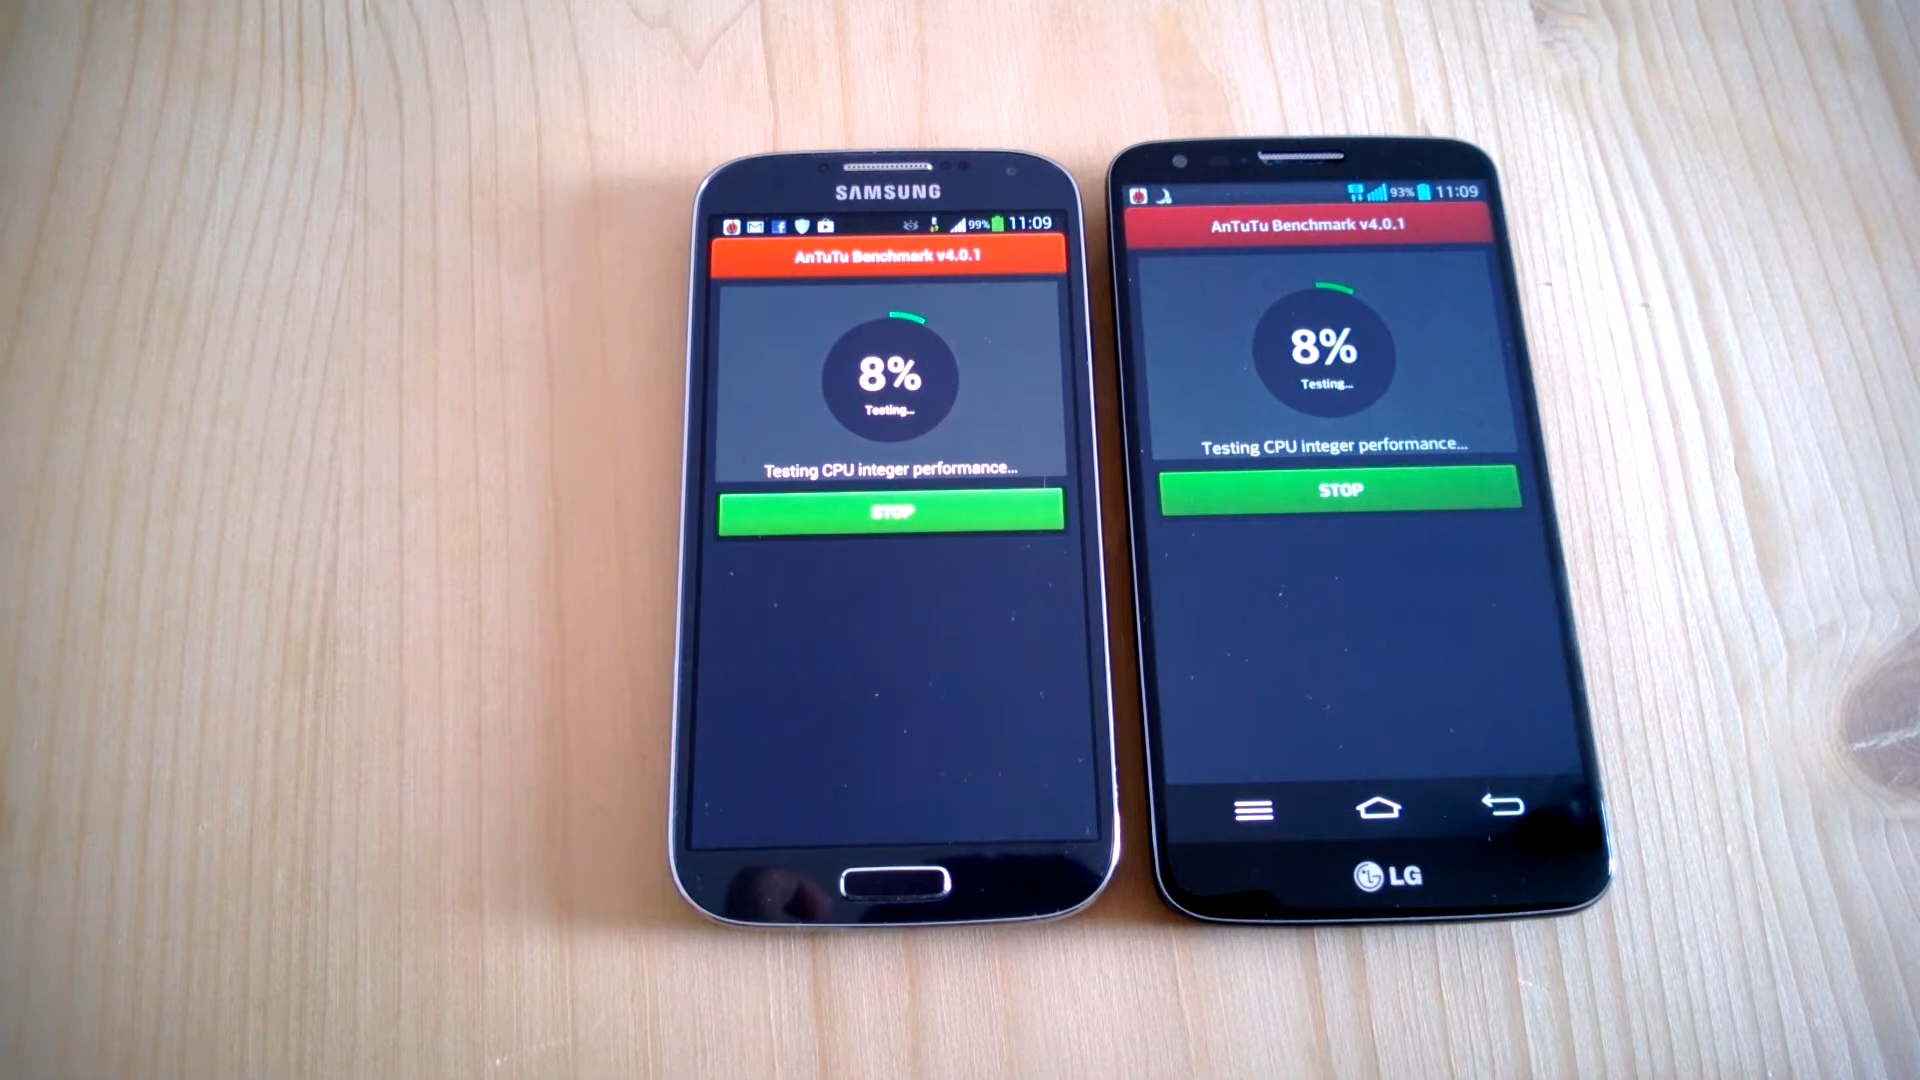 SAMSUNG
99% 11:09
AnTuTu Benchmark v4.0.1
8%
Testing...
Testing CPU integer performance...
STOP
93% 11:09
AnTuTu Benchmark v4.0.1
8%
Testing...
Testing CPU integer performance...
STOP
LG